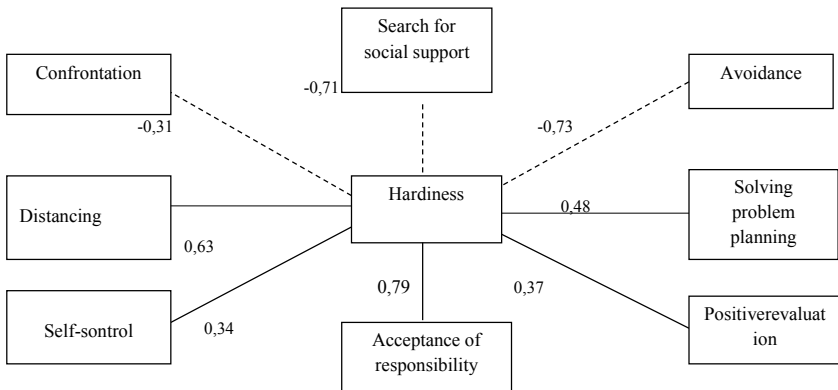 Search for
social support
Confrontation
Avoidance
-0,71
-0,31
-0,73
Hardiness
Solving
problem
planning
Distancing
0,48
0,63
0,79
0,37
Self-sontrol
0,34
Acceptance of
responsibility
Positiverevaluat
ion